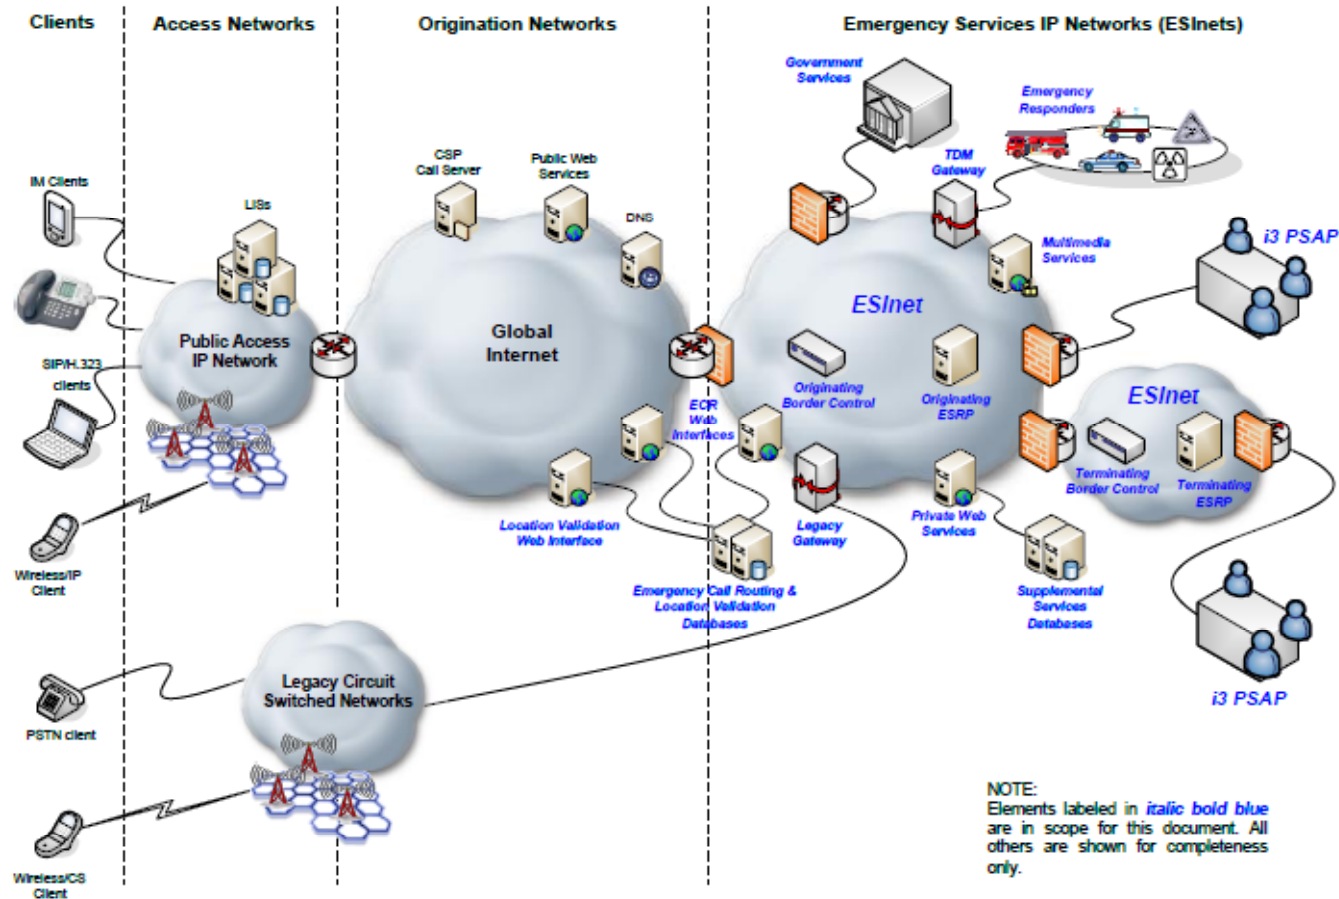 Clients
Access Networks
Origination Networks
Emergency Services IP Networks (ESInets)
Government
Services
Emergency
Responders
TDM
Gateway
CSP
Call Server
Public Web
Services
DNS
IM Clients
LISs
Multimedia
Services
i3 PSAP
ESInet
Public Access
IP Network
Global
Internet
SIP/H.323
clients
Originating
Border Control
Originating
ESRP
ESInet
ECR
Web
Interfaces
Terminating
Border Control
Terminating
ESRP
Location Validation
Web Interface
Legacy
Gateway
Private Web
Services
Wireless/IP
Client
Emergency Call Routing &
Location Validation
Databases
Supplemental
Services
Databases
Legacy Circuit
Switched Networks
i3 PSAP
PSTN client
NOTE:
Elements labeled in italic bold blue
are in scope for this document. All
others are shown for completeness
only.
Wireless/CS
Client